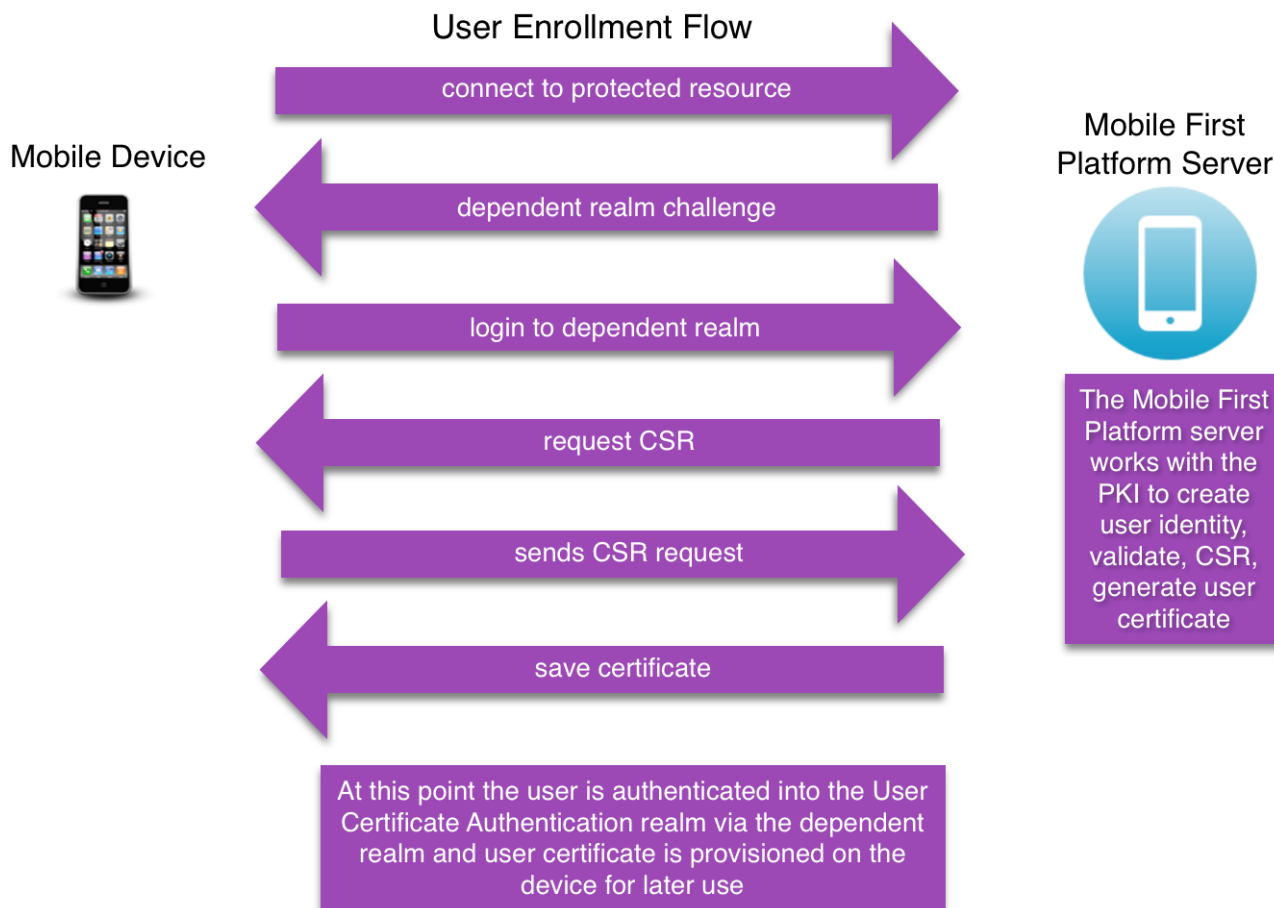 User Enrollment Flow
connect to protected resource
Mobile Device
Mobile First
Platform Server
dependent realm challenge
login to dependent realm
request CSR
sends CSR request
save certificate
The Mobile First
Platform server
works with the
PKI to create
user identity,
validate, CSR,
generate user
certificate
At this point the user is authenticated into the User
Certificate Authentication realm via the dependent
realm and user certificate is provisioned on the
device for later use